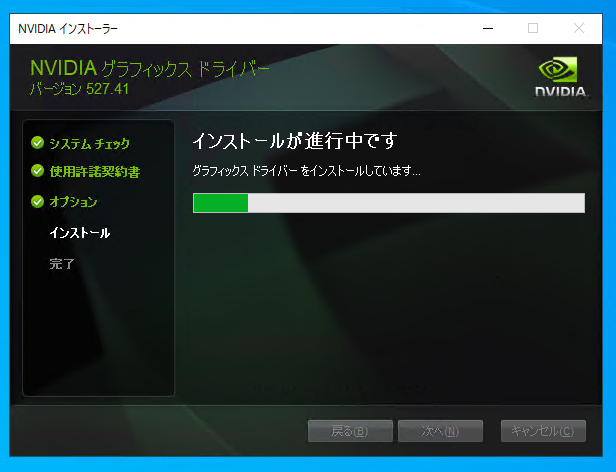 NVIDIA インストーラー
NVIDIA グラフィックス ドライバー
バージョン 527.41
NVIDIA.
システム チェック
使用許諾契約書
オプション
インストール
完了
インストールが進行中です
グラフィックス ドライバー をインストールしています...
戻る(B)
次へ(N)
キャンセル(C)